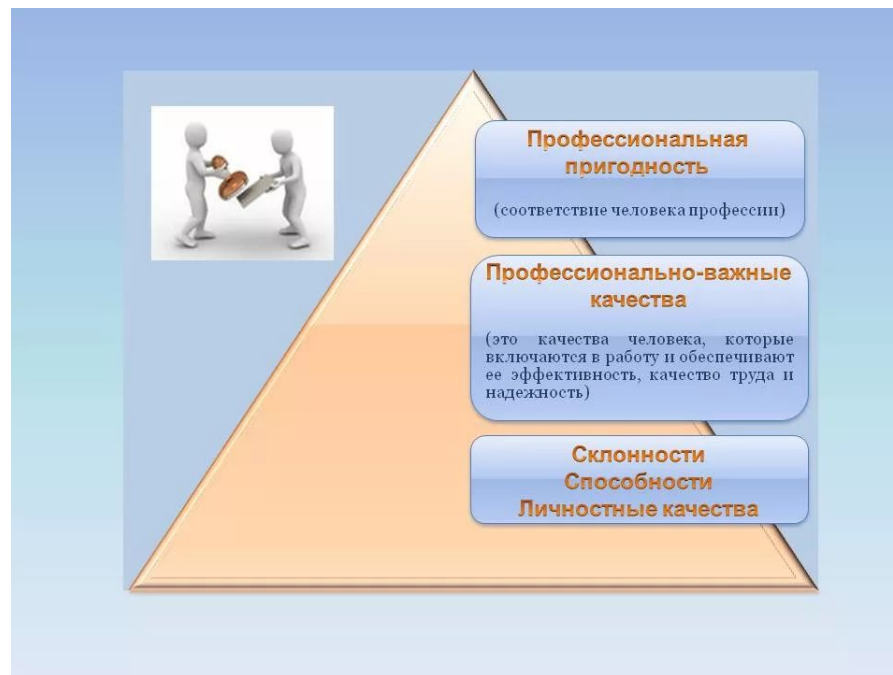 Профессиональная
пригодность
(соответствие человека профессии)
Профессионально-важные
качества
(это качества человека, которые
включаются в работу и обеспечивают
ее эффективность, качество труда и
надежность)
Склонности
Способности
Личностные качества